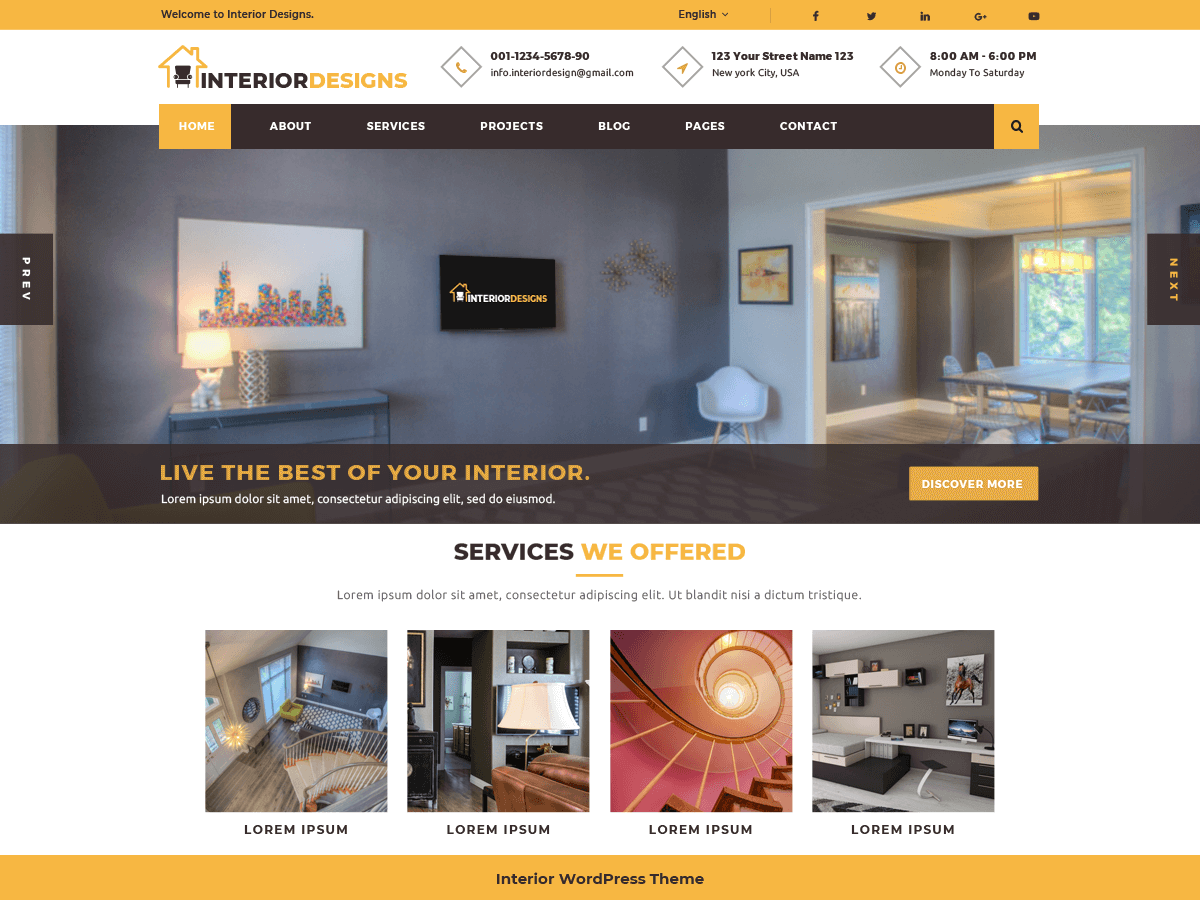 Welcome to Interior Designs.
English
INTERIORDESIGNS
001-1234-5678-90
info.interiordesign@gmail.com
123 Your Street Name 123
New york City, USA
8:00 AM - 6:00 PM
Monday To Saturday
HOME
ABOUT
SERVICES
PROJECTS
BLOG
PAGES
CONTACT
PREV
INTERIORDESIGNS
NEXT
LIVE THE BEST OF YOUR INTERIOR.
Lorem ipsum dolor sit amet, consectetur adipiscing elit, sed do eiusmod.
DISCOVER MORE
SERVICES WE OFFERED
Lorem ipsum dolor sit amet, consectetur adipiscing elit. Ut blandit nisi a dictum tristique.
LOREM IPSUM
LOREM IPSUM
LOREM IPSUM
LOREM IPSUM
Interior WordPress Theme